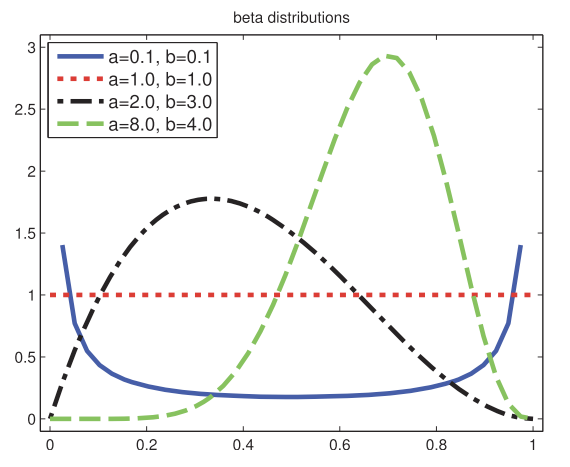 beta distributions
3
2.5
2
1.5
1
0.5
0
a=0.1, b=0.1
a=1.0, b=1.0
a=2.0, b=3.0
a=8.0, b=4.0
0 0.2 0.4 0.6 0.8 1